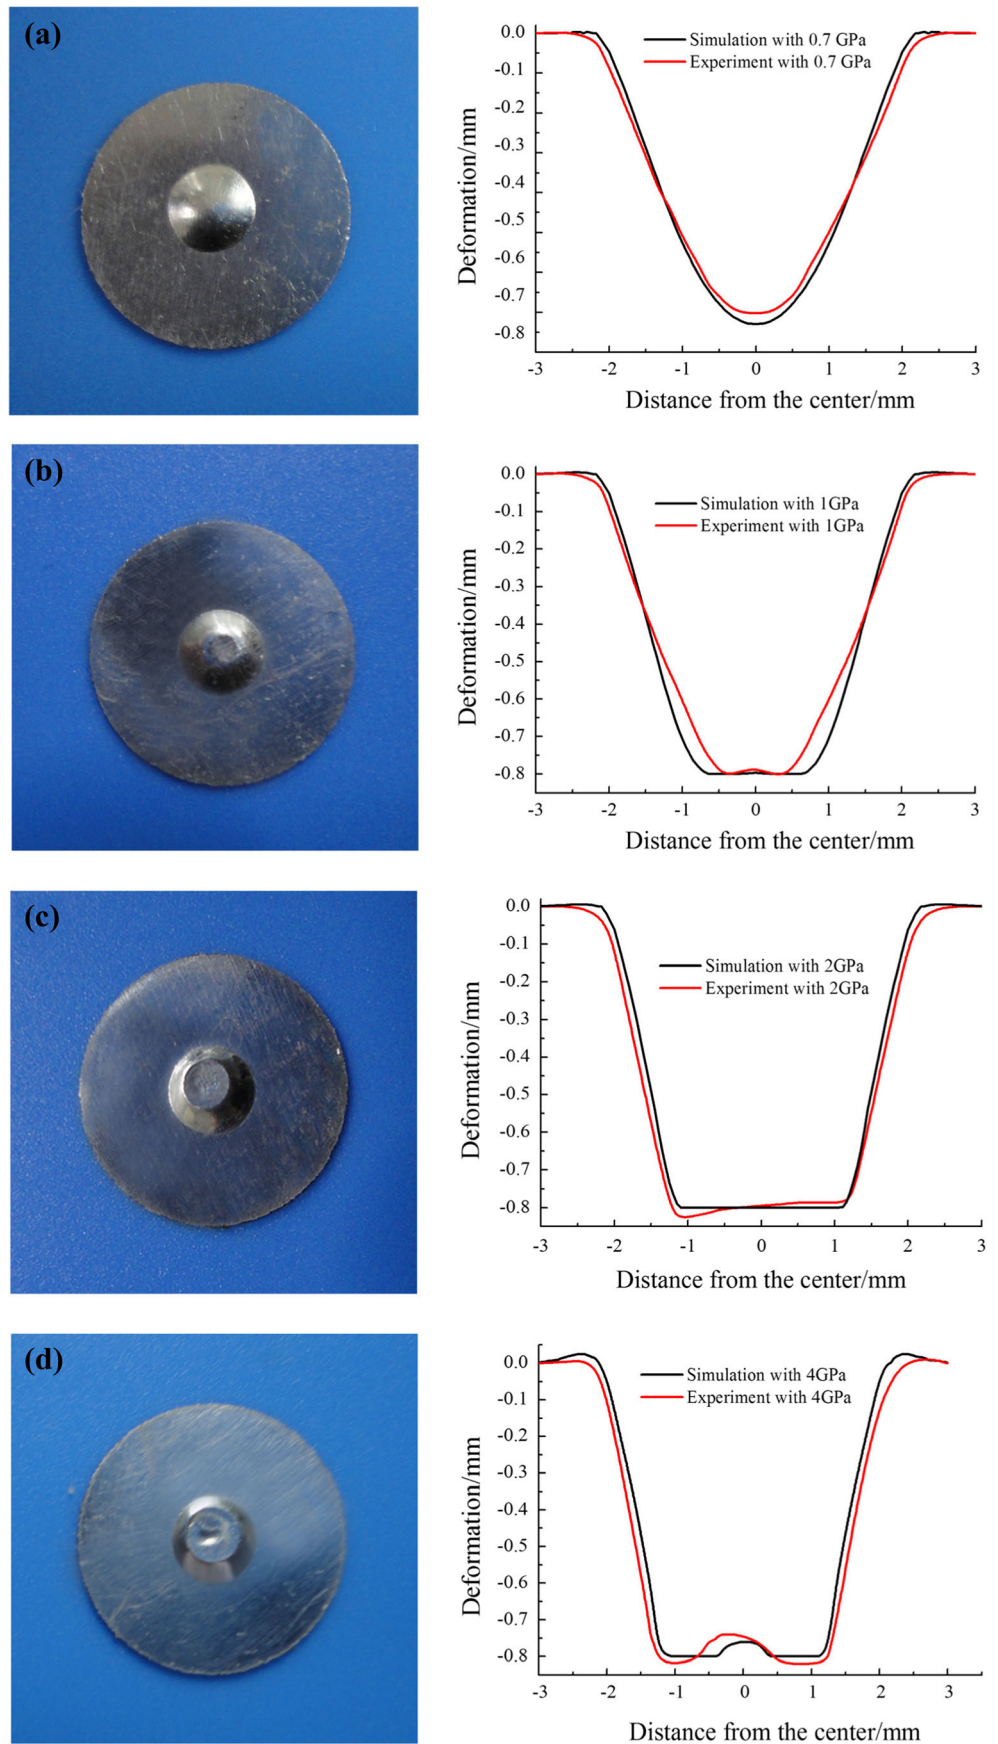 (a)
0.0
-0.1
-0.2
-0.3
-0.4
-0.5
-0.6
-0.7
-0.8
Deformation/mm
Simulation with 0.7 GPa
Experiment with 0.7 GPa
-3 -2 -1 0 1 2 3
Distance from the center/mm
(b)
0.0
-0.1
-0.2
-0.3
-0.4
-0.5
-0.6
-0.7
-0.8
Deformation/mm
Simulation with 1GPa
Experiment with 1GPa
-3 -2 -1 0 1 2 3
Distance from the center/mm
(c)
0.0
-0.1
-0.2
-0.3
-0.4
-0.5
-0.6
-0.7
-0.8
Deformation/mm
Simulation with 2GPa
Experiment with 2GPa
-3 -2 -1 0 1 2 3
Distance from the center/mm
(d)
0.0
-0.1
-0.2
-0.3
-0.4
-0.5
-0.6
-0.7
-0.8
Deformation/mm
Simulation with 4GPa
Experiment with 4GPa
-3 -2 -1 0 1 2 3
Distance from the center/mm